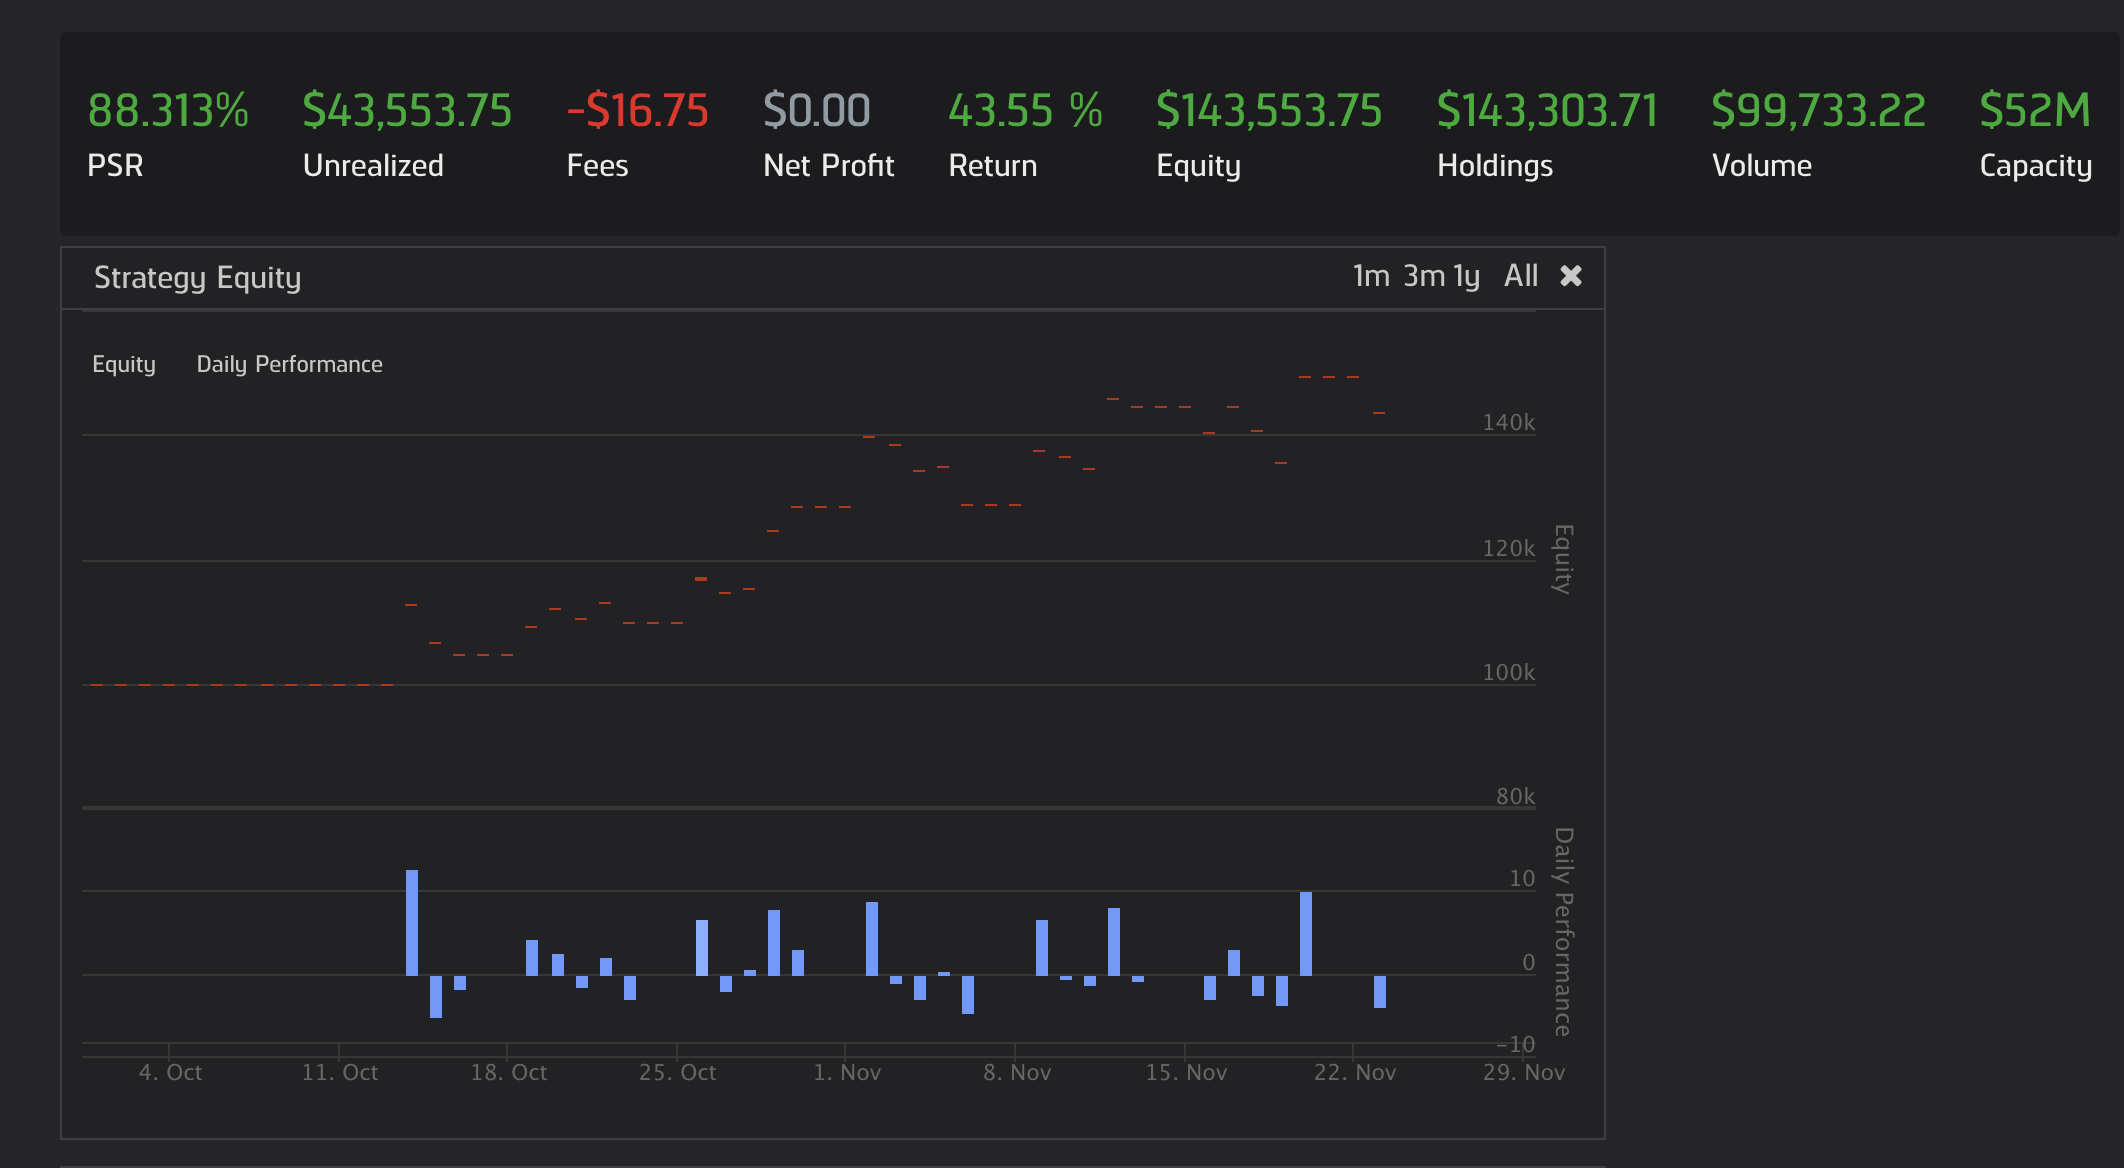 88.313% $43,553.75 -$16.75 $0.00 43.55 % $143,553.75 $143,303.71 $99,733.22 $52M
PSR Unrealized Fees Net Profit Return Equity Holdings Volume Capacity
Strategy Equity 1m 3m 1y All ✖
Equity Daily Performance
140k
120k
100k
80k
Equity
10
0
-10
Daily Performance
4. Oct 11. Oct 18. Oct 25. Oct 1. Nov 8. Nov 15. Nov 22. Nov 29. Nov